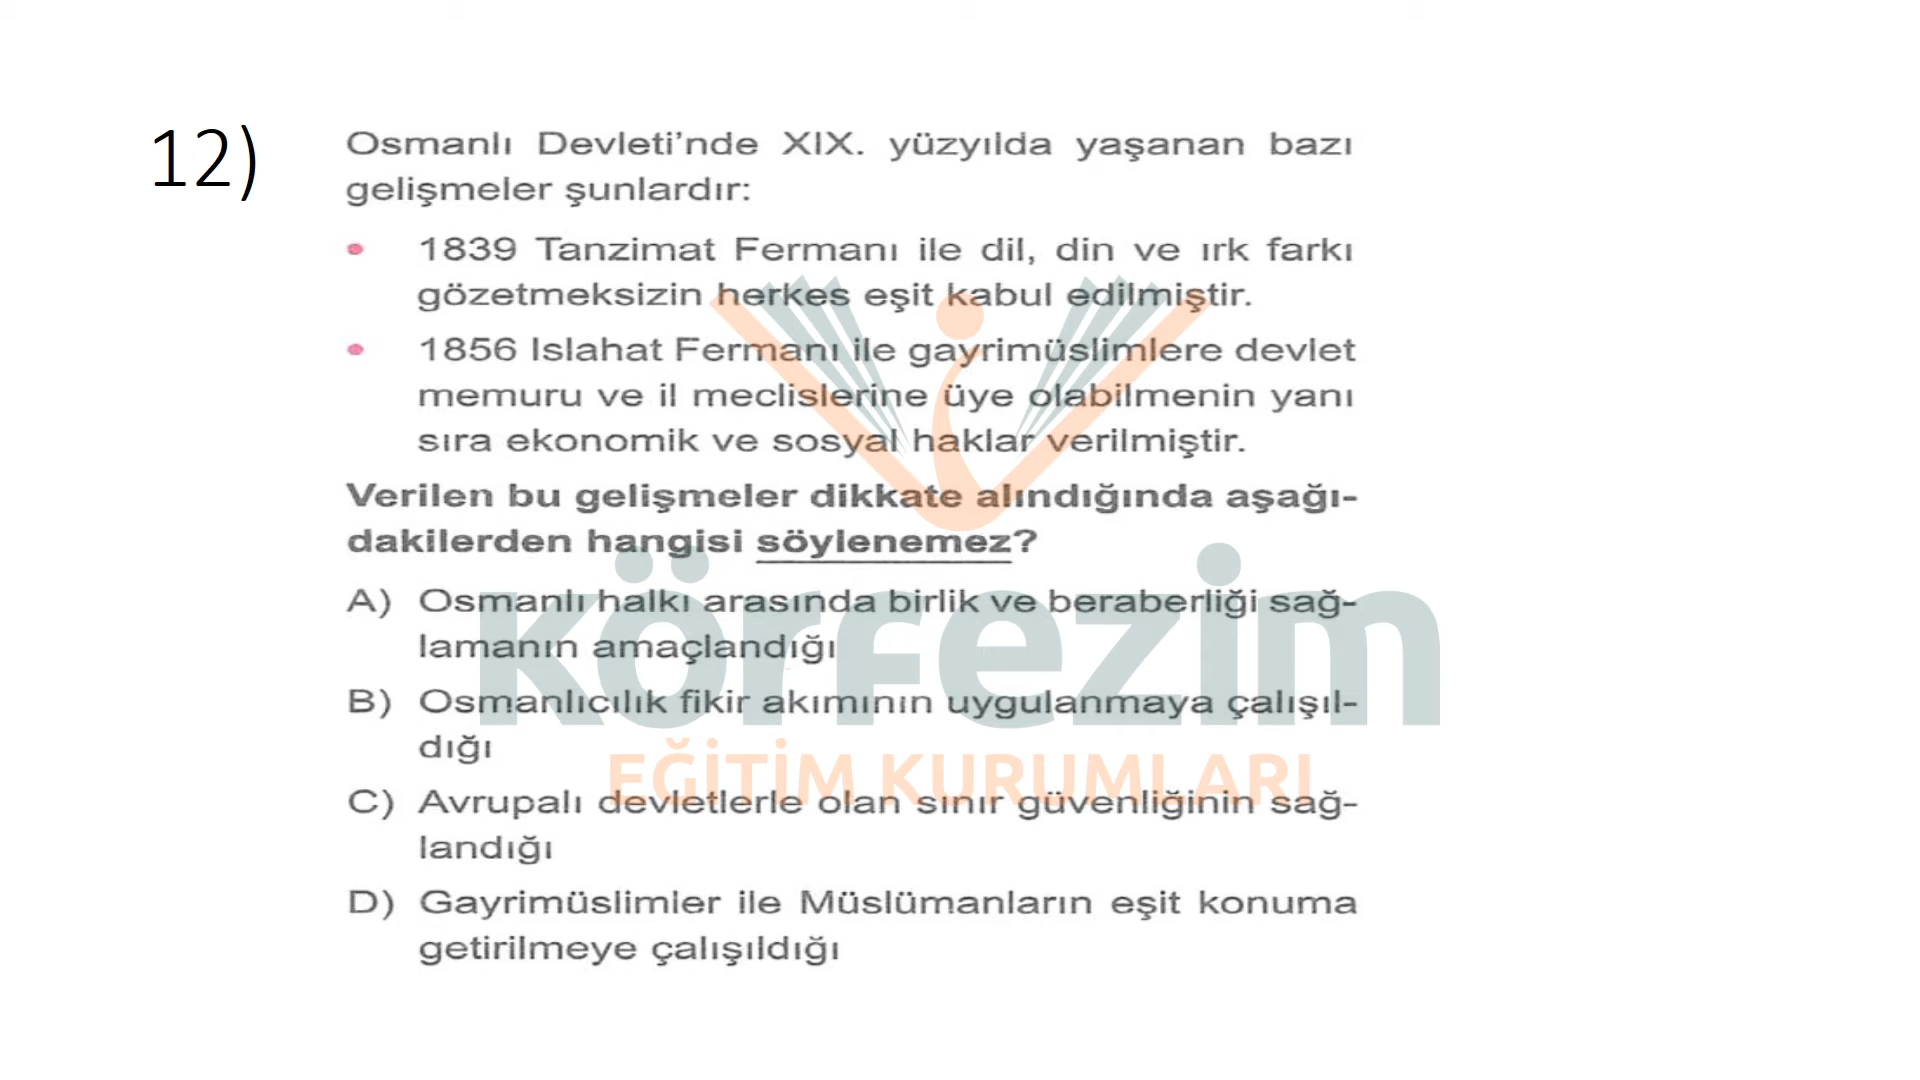 12)
Osmanlı Devleti’nde XIX. yüzyılda yaşanan bazı
gelişmeler şunlardır:
• 1839 Tanzimat Fermanı ile dil, din ve ırk farkı
gözetmeksizin herkes eşit kabul edilmiştir.
• 1856 Islahat Fermanı ile gayrimüslimlere devlet
memuru ve il meclislerine üye olabilmenin yanı
sıra ekonomik ve sosyal haklar verilmiştir.
Verilen bu gelişmeler dikkate alındığında aşağı-
dakilerden hangisi söylenemez?
A) Osmanlı halkı arasında birlik ve beraberliği sağ-
lamanın amaçlandığı
B) Osmanlıcılık fikir akımının uygulanmaya çalışıl-
dığı
C) Avrupalı devletlerle olan sınır güvenliğinin sağ-
landığı
D) Gayrimüslimler ile Müslümanların eşit konuma
getirilmeye çalışıldığı
körfezim
EĞİTİM KURUMLARI